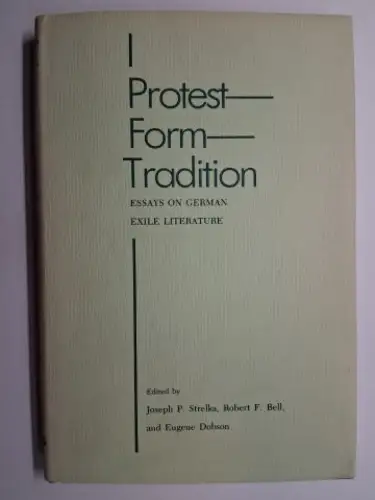 Protest—
Form—
Tradition
ESSAYS ON GERMAN
EXILE LITERATURE
Edited by
Joseph P. Strelka, Robert F. Bell,
and Eugene Dobson